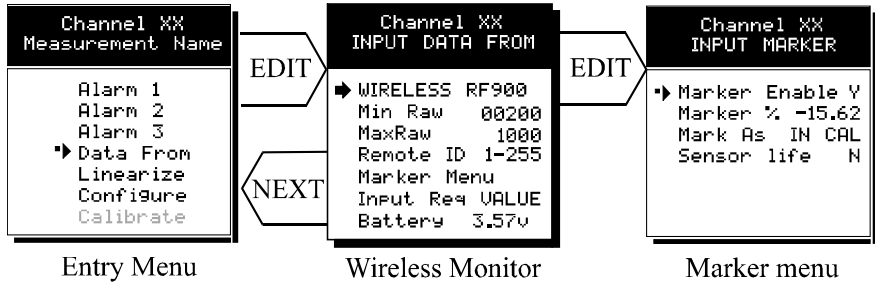 Channel XX
Measurement Name
Alarm 1
Alarm 2
Alarm 3
Data From
Linearize
Configure
Calibrate
Entry Menu
EDIT
NEXT
Channel XX
INPUT DATA FROM
WIRELESS RF900
Min Raw 00200
MaxRaw 1000
Remote ID 1-255
Marker Menu
Input Req VALUE
Battery 3.57v
Wireless Monitor
EDIT
Channel XX
INPUT MARKER
Marker Enable Y
Marker % -15.62
Mark As IN CAL
Sensor life N
Marker menu